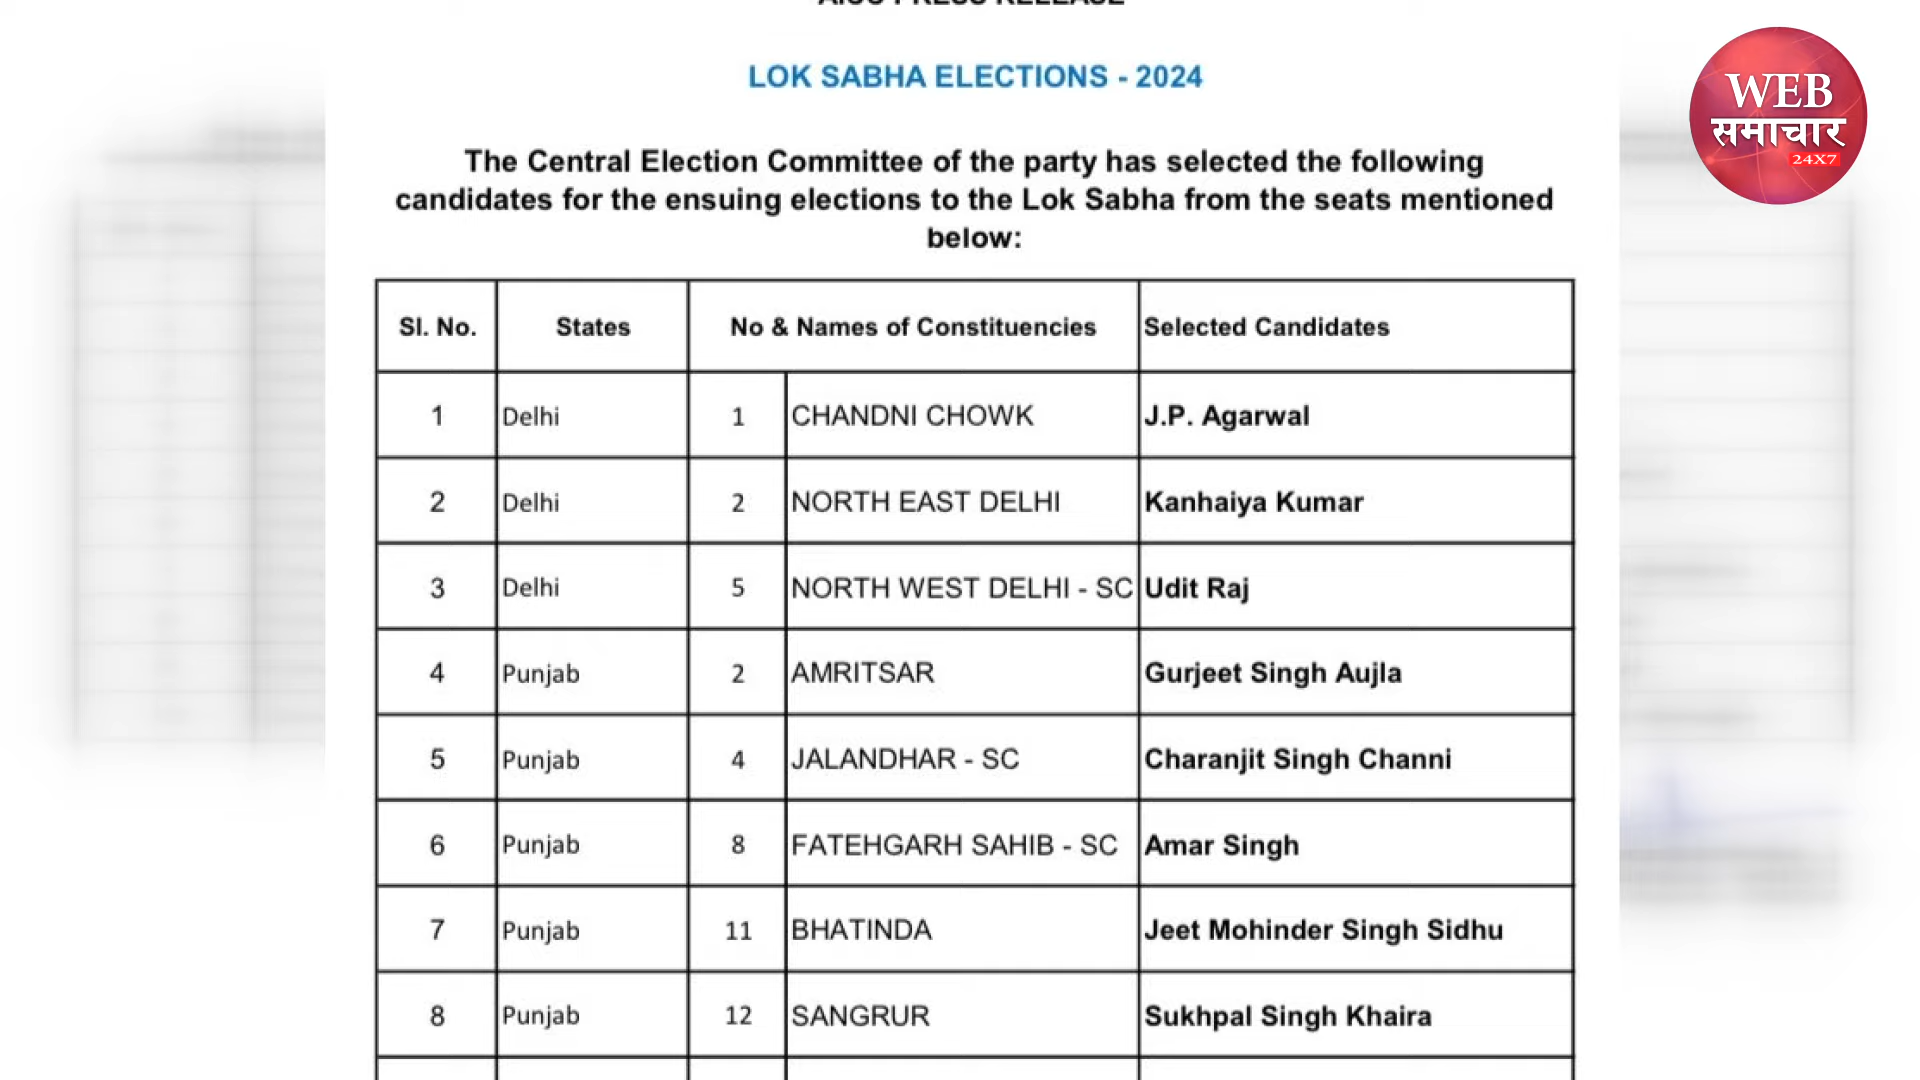 AICC PRESS RELEASE
LOK SABHA ELECTIONS - 2024
WEB
समाचार
24X7
The Central Election Committee of the party has selected the following
candidates for the ensuing elections to the Lok Sabha from the seats mentioned
below:
Sl. No. States No & Names of Constituencies Selected Candidates
1 Delhi 1 CHANDNI CHOWK J.P. Agarwal
2 Delhi 2 NORTH EAST DELHI Kanhaiya Kumar
3 Delhi 5 NORTH WEST DELHI - SC Udit Raj
4 Punjab 2 AMRITSAR Gurjeet Singh Aujla
5 Punjab 4 JALANDHAR - SC Charanjit Singh Channi
6 Punjab 8 FATEHGARH SAHIB - SC Amar Singh
7 Punjab 11 BHATINDA Jeet Mohinder Singh Sidhu
8 Punjab 12 SANGRUR Sukhpal Singh Khaira